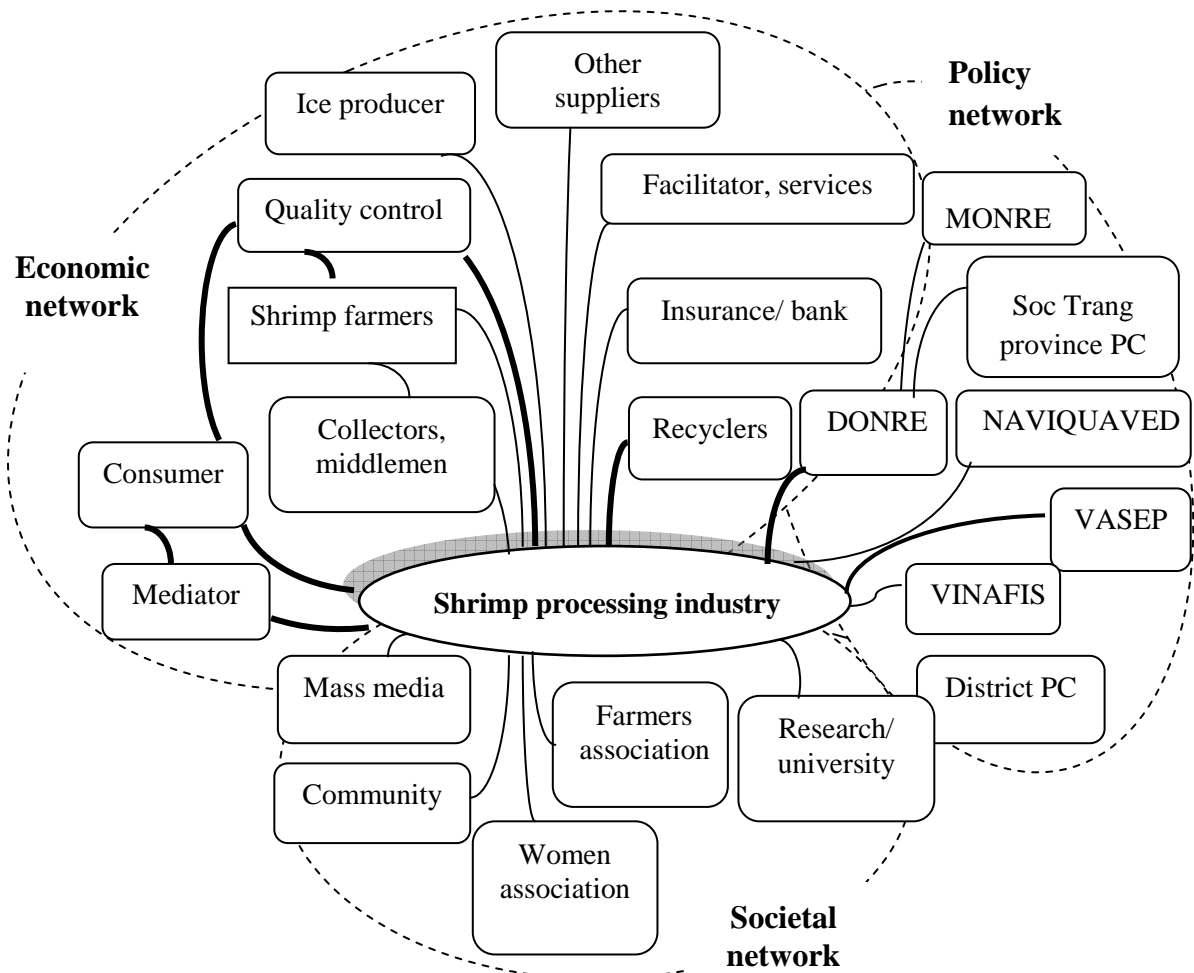 Other
suppliers
Policy
network
Ice producer
Facilitator, services
Quality control
MONRE
Economic
network
Shrimp farmers
Insurance/ bank
Soc Trang
province PC
Collectors,
middlemen
Recyclers
DONRE
NAVIQUAVED
Consumer
VASEP
Mediator
Shrimp processing industry
VINAFIS
Mass media
Farmers
association
Research/
university
District PC
Community
Women
association
Societal
network